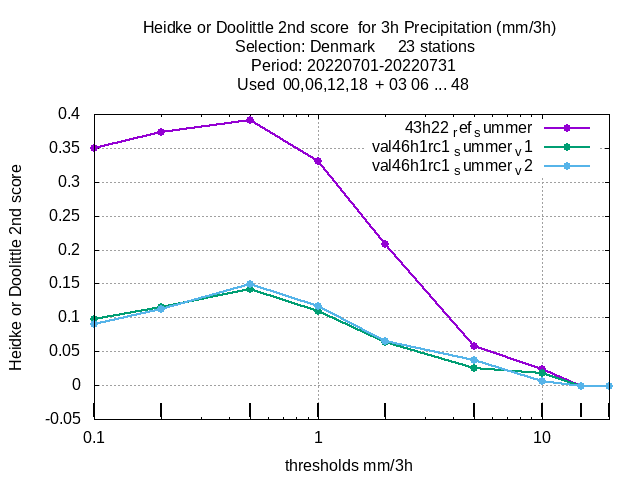 Heidke or Doolittle 2nd score  for 3h Precipitation (mm/3h)
Selection: Denmark     23 stations
Period: 20220701-20220731
Used  00,06,12,18  + 03 06 ... 48
43h22 ref summer
val46h1rc1 summer v1
val46h1rc1 summer v2
Heidke or Doolittle 2nd score
0.4
0.35
0.3
0.25
0.2
0.15
0.1
0.05
0
-0.05
0.1
1
10
thresholds mm/3h